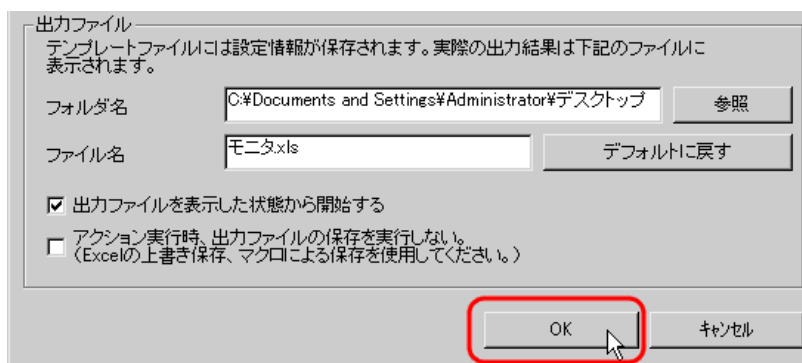 出力ファイル
テンプレートファイルには設定情報が保存されます。実際の出力結果は下記のファイルに
表示されます。
フォルダ名
C:¥Documents and Settings¥Administrator¥デスクトップ
参照
ファイル名
モニタ.xls
デフォルトに戻す
出力ファイルを表示した状態から開始する
アクション実行時、出力ファイルの保存を実行しない。
（Excelの上書き保存、マクロによる保存を使用してください。）
OK
キャンセル